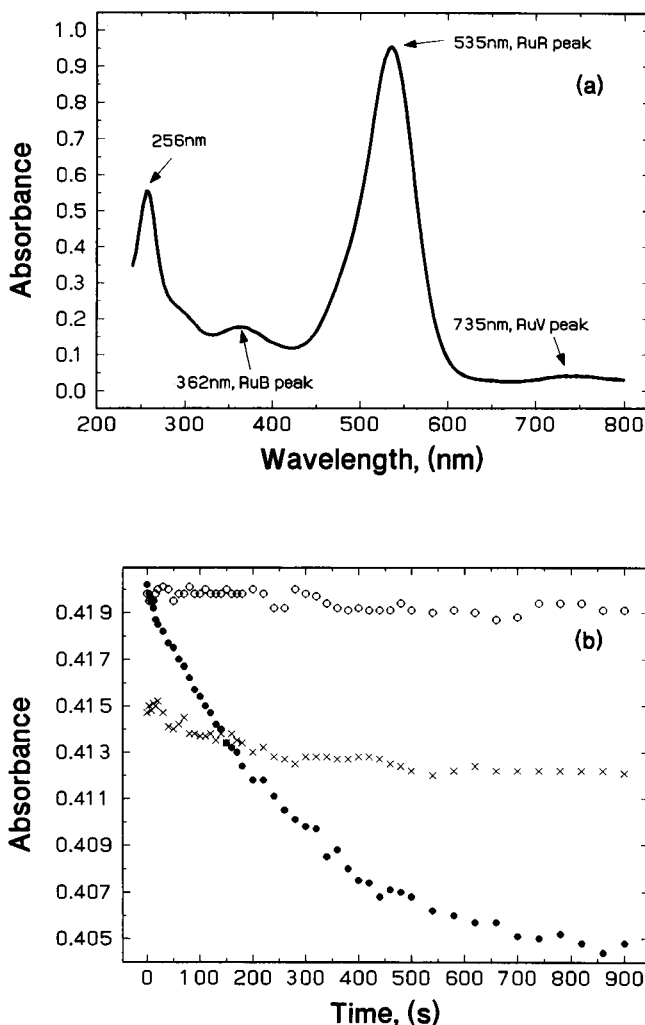 1.0
0.9
0.8
0.7
0.6
0.5
0.4
0.3
0.2
0.1
0.0
Absorbance
535nm, RuR peak
(a)
256nm
735nm, RuV peak
362nm, RuB peak
200 300 400 500 600 700 800
Wavelength, (nm)
0.419
0.417
0.415
0.413
0.411
0.409
0.407
0.405
Absorbance
(b)
0 100 200 300 400 500 600 700 800 900
Time, (s)